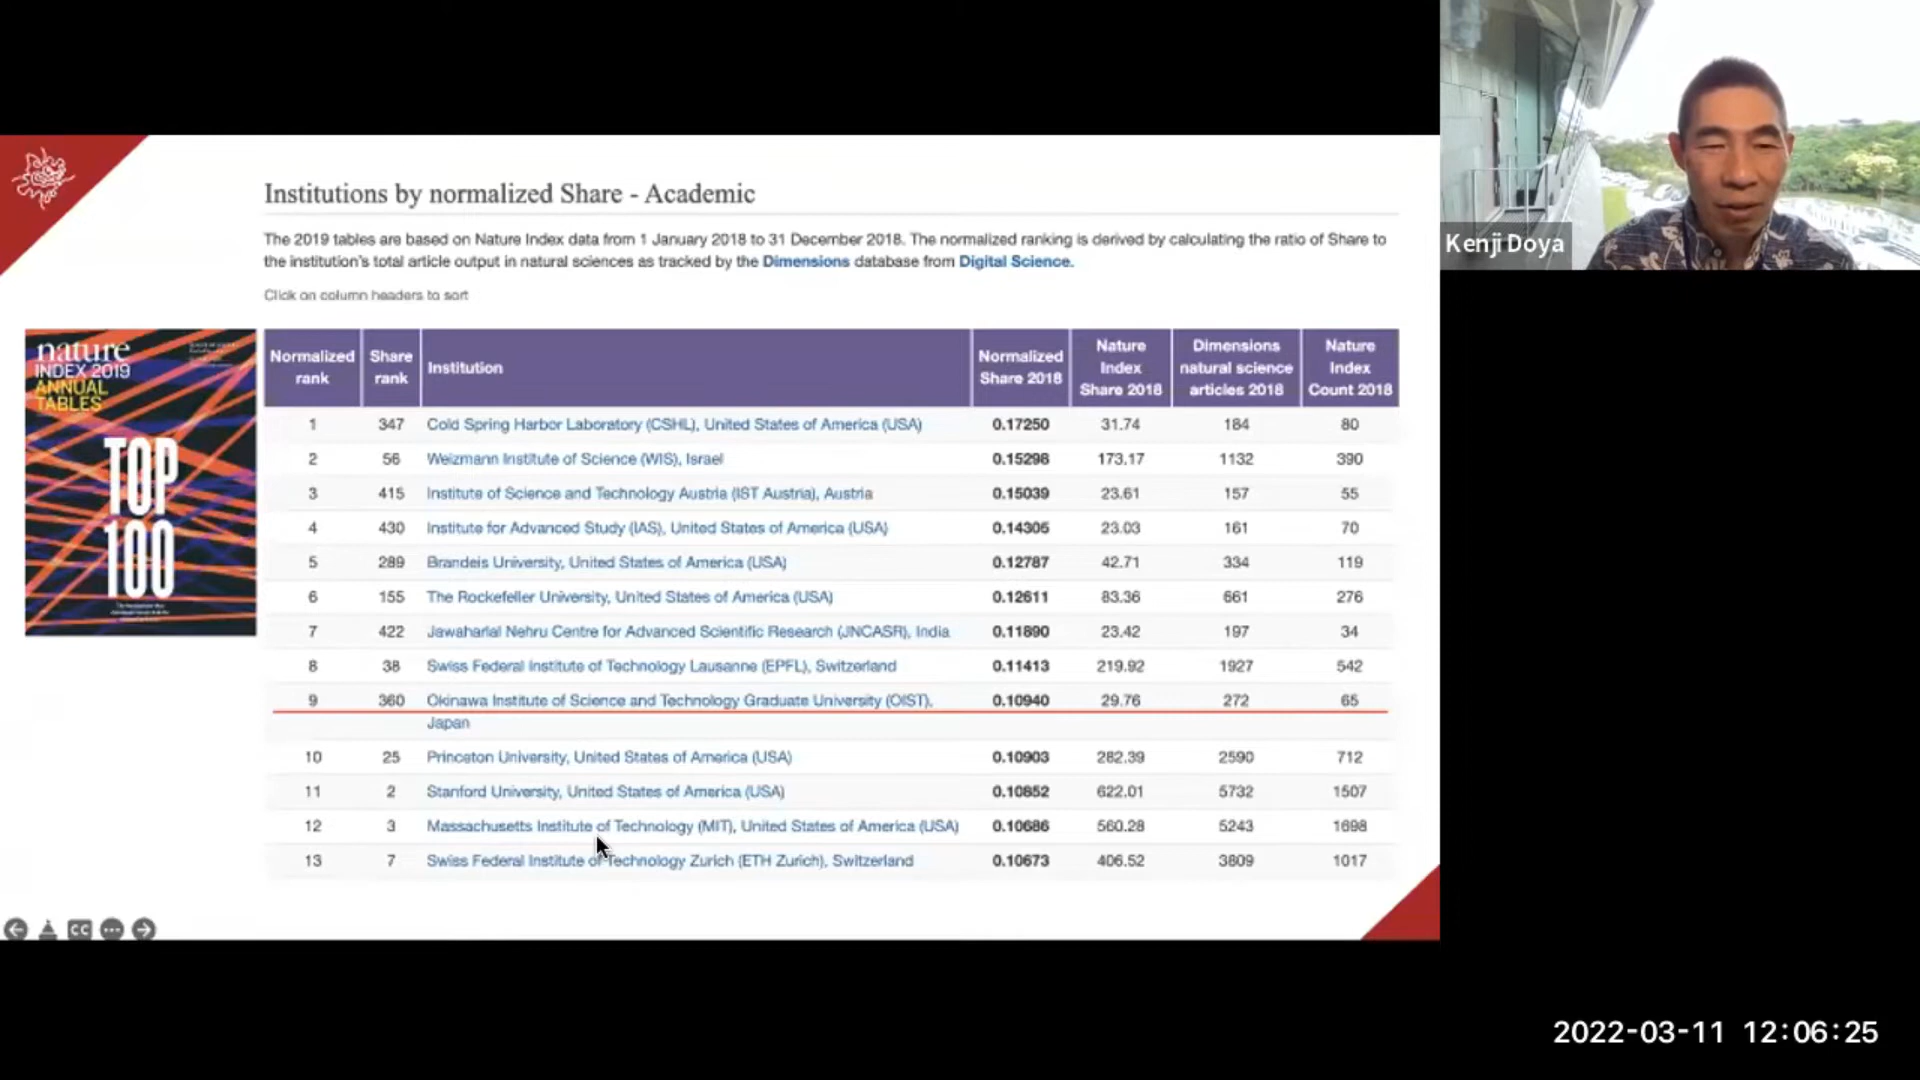 Institutions by normalized Share - Academic
The 2019 tables are based on Nature Index data from 1 January 2018 to 31 December 2018. The normalized ranking is derived by calculating the ratio of Share to
the institution's total article output in natural sciences as tracked by the Dimensions database from Digital Science.
Click on column headers to sort
nature
INDEX 2019
ANNUAL
TABLES
TOP
100
Normalized rank Share rank Institution Normalized Share 2018 Nature Index Share 2018 Dimensions natural science articles 2018 Nature Index Count 2018
1 347 Cold Spring Harbor Laboratory (CSHL), United States of America (USA) 0.17250 31.74 184 80
2 56 Weizmann Institute of Science (WIS), Israel 0.15298 173.17 1132 390
3 415 Institute of Science and Technology Austria (IST Austria), Austria 0.15039 23.61 157 55
4 430 Institute for Advanced Study (IAS), United States of America (USA) 0.14305 23.03 161 70
5 289 Brandeis University, United States of America (USA) 0.12787 42.71 334 119
6 155 The Rockefeller University, United States of America (USA) 0.12611 83.36 661 276
7 422 Jawaharlal Nehru Centre for Advanced Scientific Research (JNCASR), India 0.11890 23.42 197 34
8 38 Swiss Federal Institute of Technology Lausanne (EPFL), Switzerland 0.11413 219.92 1927 542
9 360 Okinawa Institute of Science and Technology Graduate University (OIST), 0.10940 29.76 272 65
Japan
10 25 Princeton University, United States of America (USA) 0.10903 282.39 2590 712
11 2 Stanford University, United States of America (USA) 0.10852 622.01 5732 1507
12 3 Massachusetts Institute of Technology (MIT), United States of America (USA) 0.10686 560.28 5243 1698
13 7 Swiss Federal Institute of Technology Zurich (ETH Zurich), Switzerland 0.10673 406.52 3809 1017
CC
Kenji Doya
2022-03-11 12:06:25